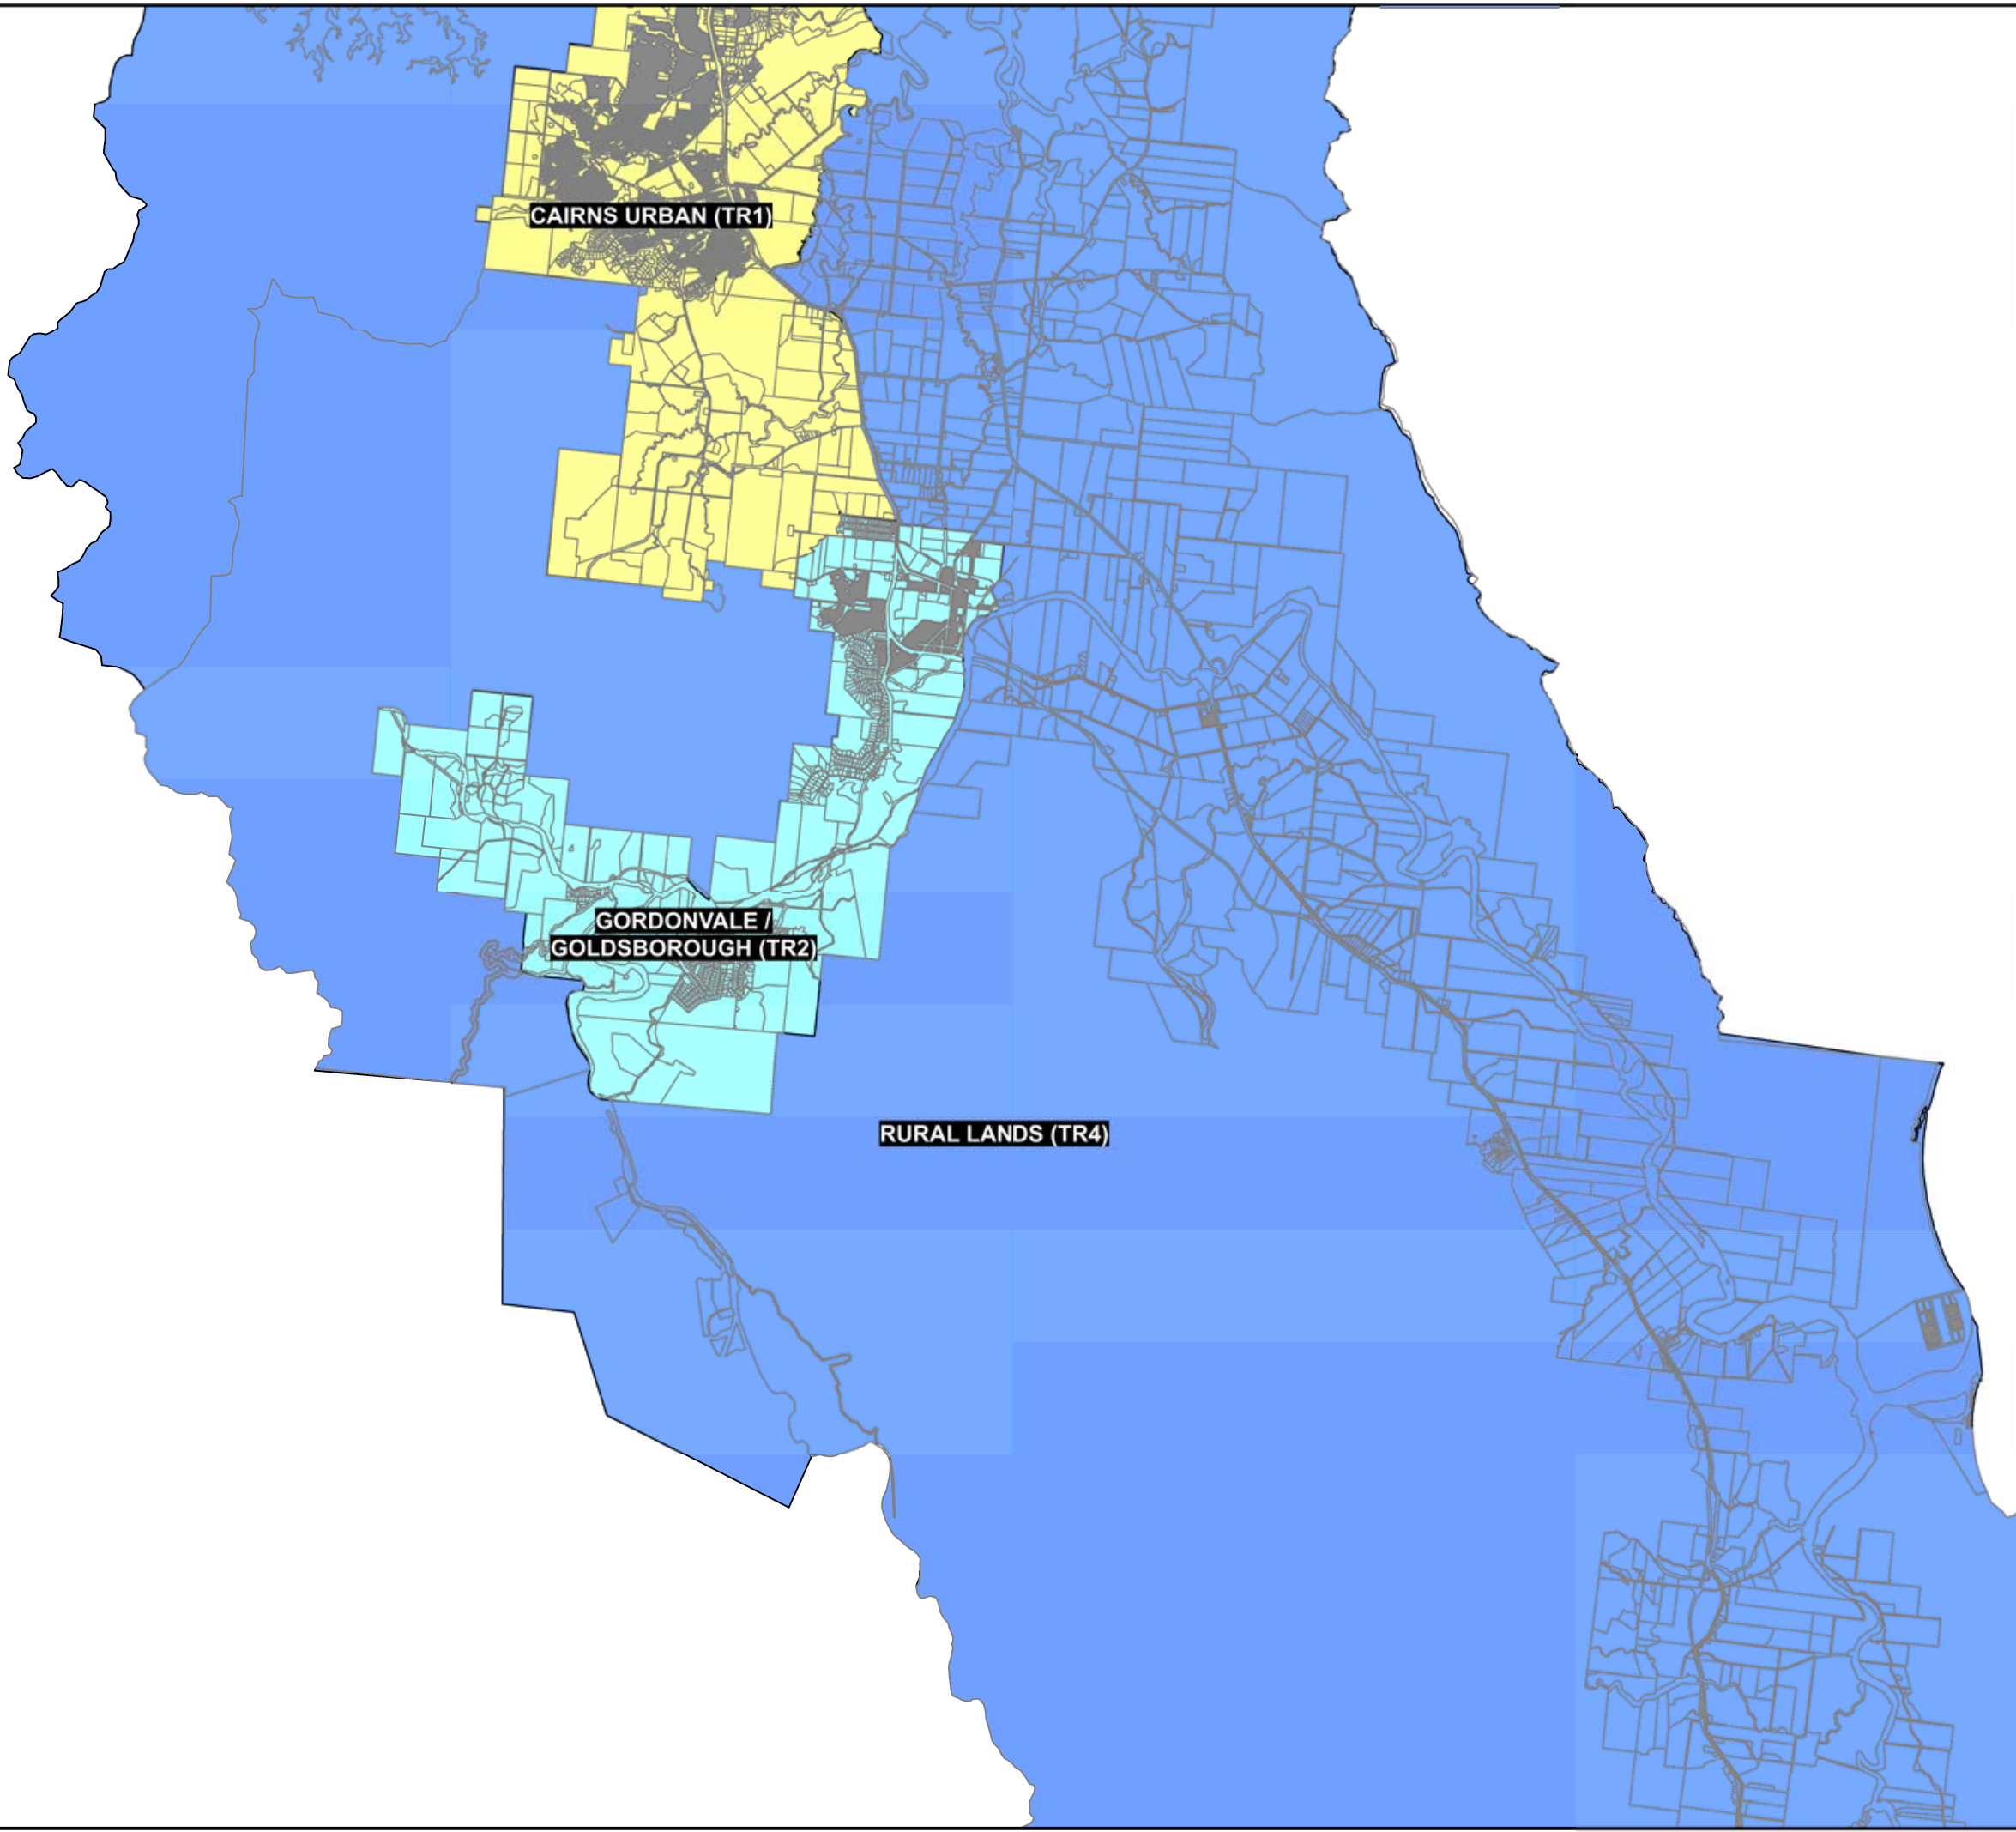 CAIRNS URBAN (TR1)
GORDONVALE /
GOLDSBOROUGH (TR2)
RURAL LANDS (TR4)